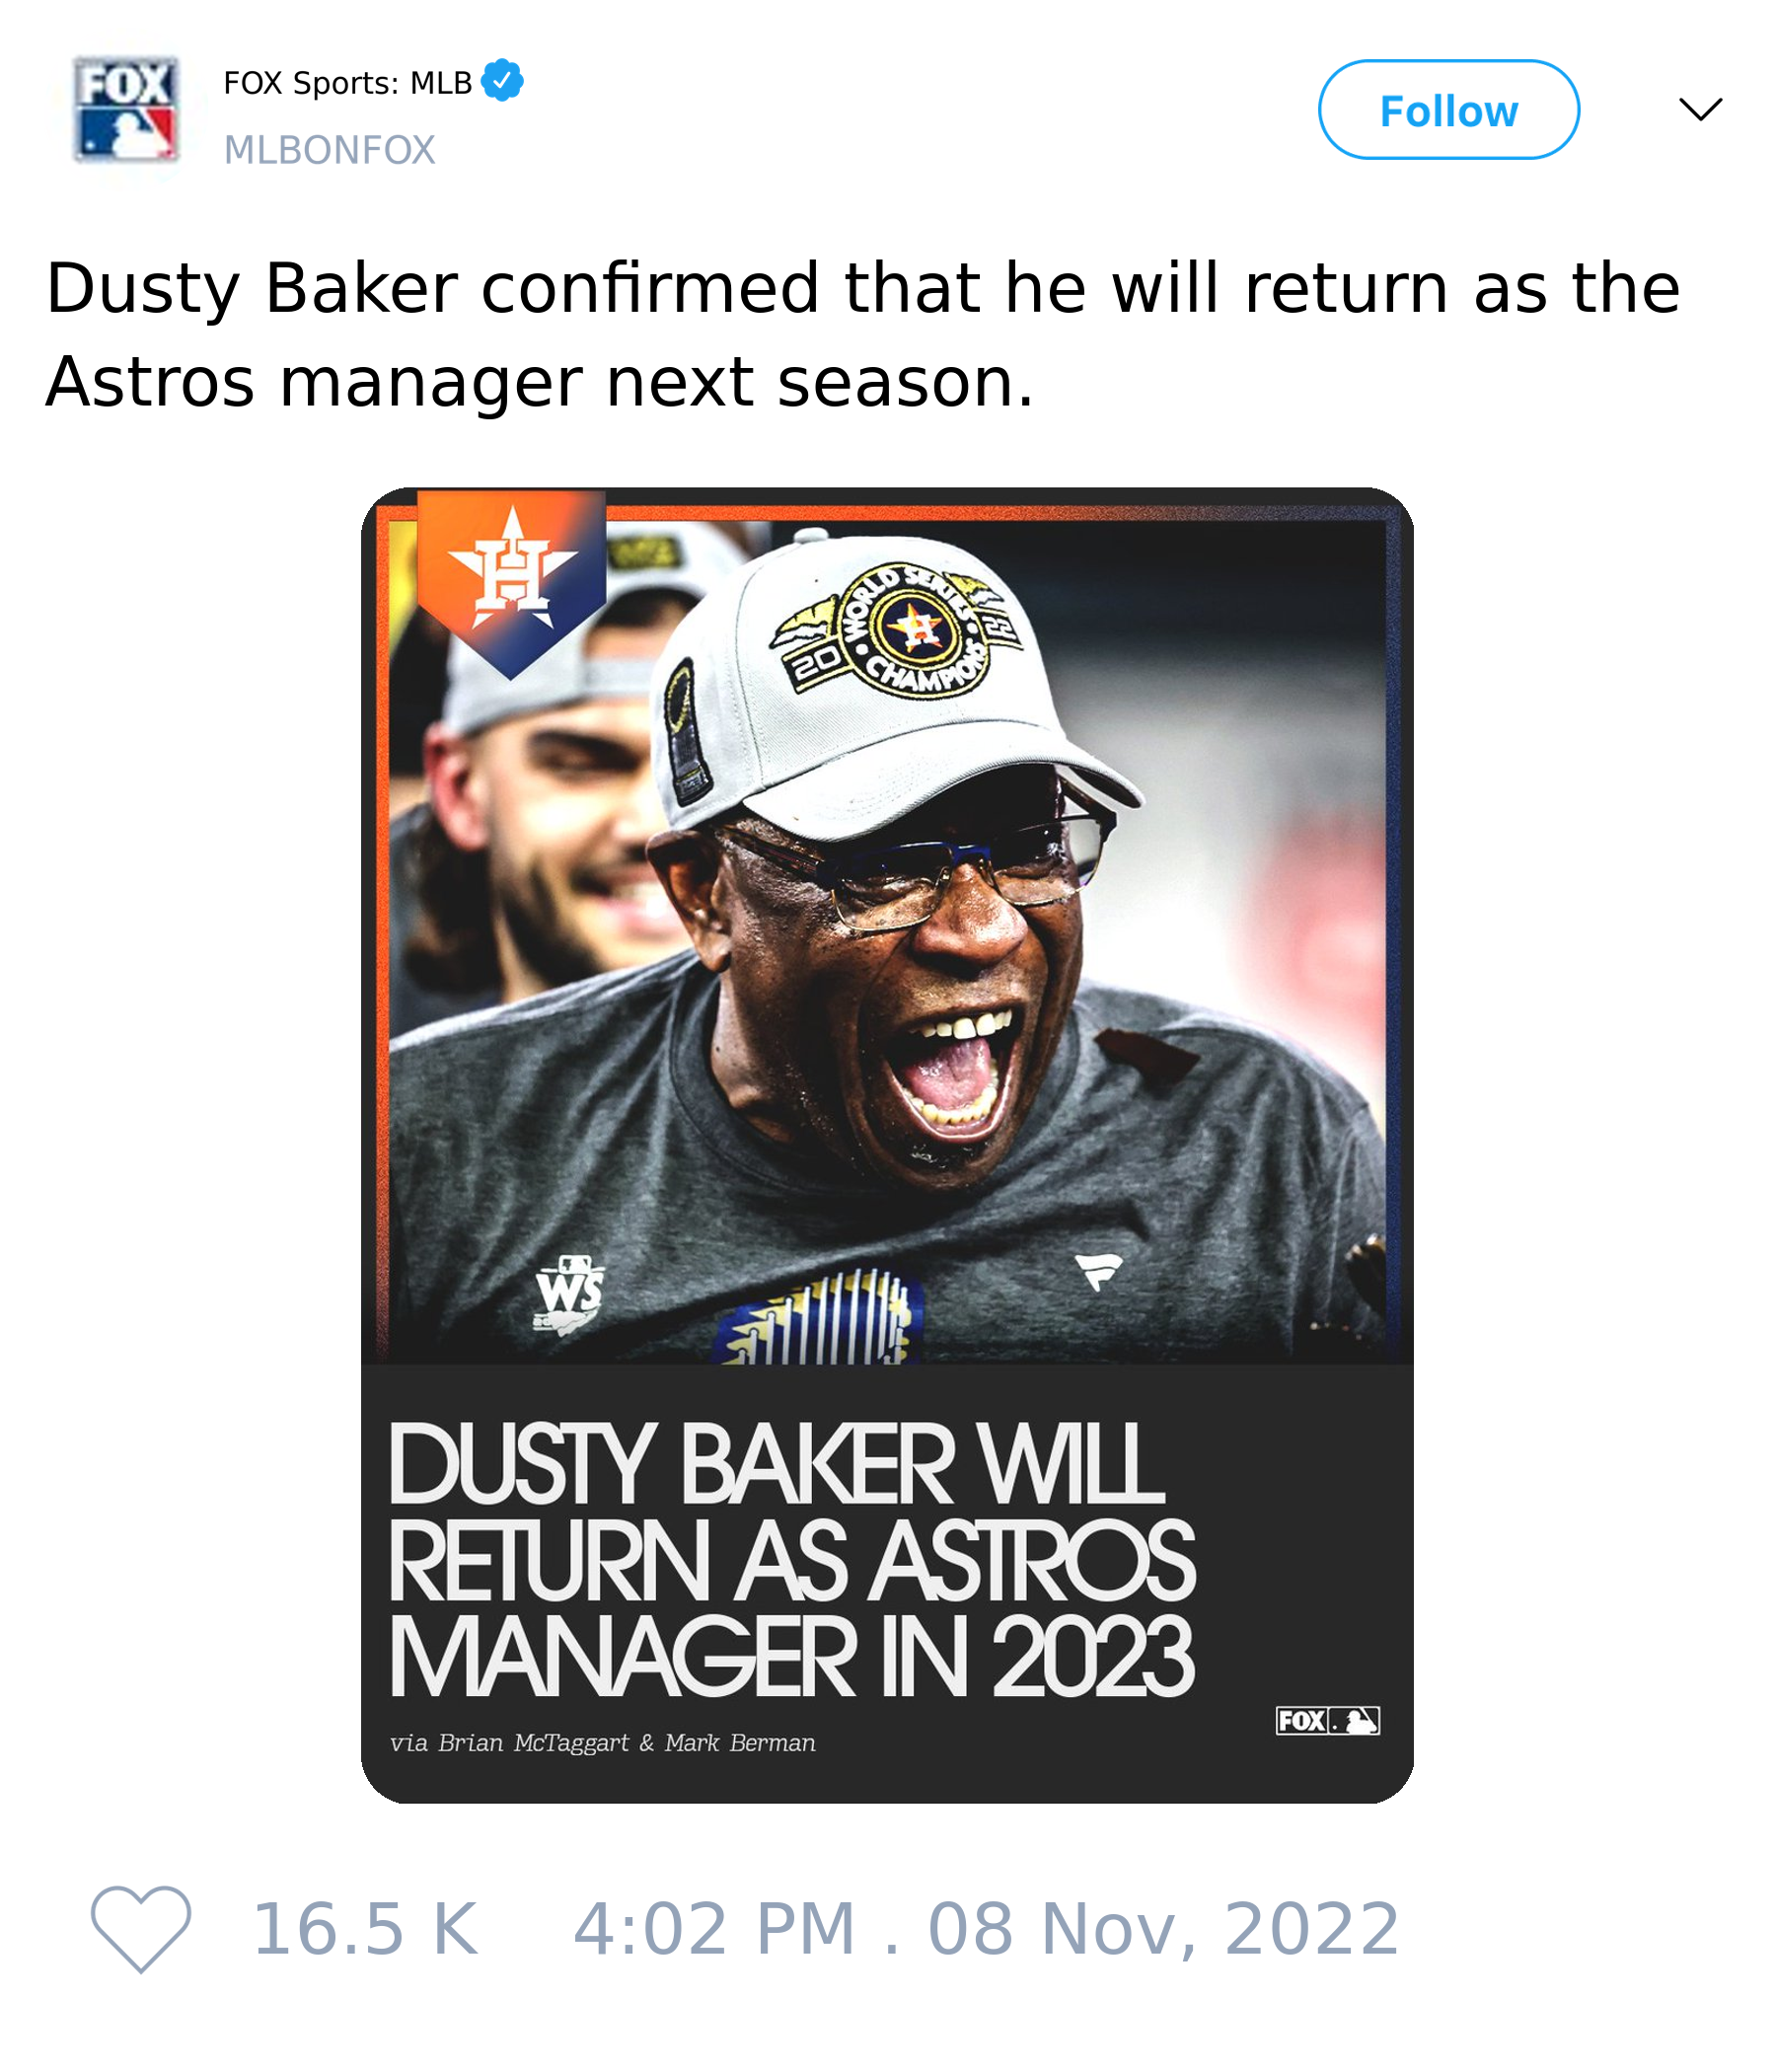 FOX
FOX Sports: MLB
MLBONFOX
Follow
Dusty Baker confirmed that he will return as the
Astros manager next season.
H
WORLD SERIES
20 H 22
CHAMPIONS
WS
DUSTY BAKER WILL
RETURN AS ASTROS
MANAGER IN 2023
via Brian McTaggart & Mark Berman
FOX
16.5 K 4:02 PM . 08 Nov, 2022